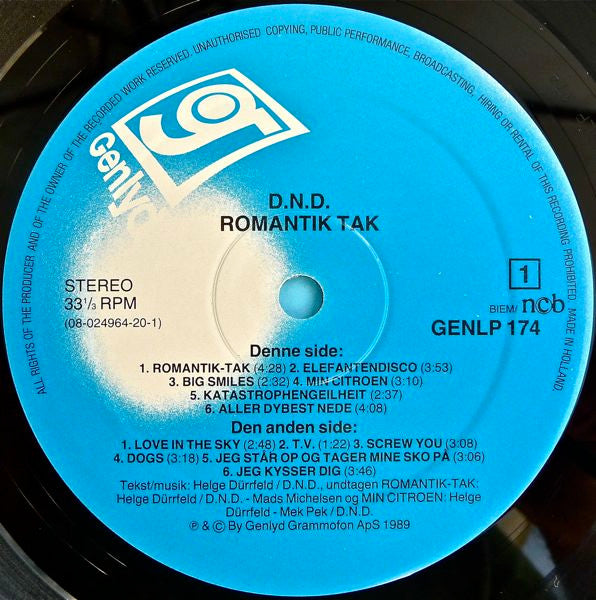 ALL RIGHTS OF THE PRODUCER AND OF THE OWNER OF THE RECORDED WORK RESERVED. UNAUTHORISED COPYING, PUBLIC PERFORMANCE, BROADCASTING, HIRING OR RENTAL OF THIS RECORDING PROHIBITED. MADE IN HOLLAND
g
Genlyd
D.N.D.
ROMANTIK TAK
STEREO
33⅓ RPM
(08-024964-20-1)
1
BIEM/ncb
GENLP 174
Denne side:
1. ROMANTIK-TAK (4:28) 2. ELEFANTENDISCO (3:53)
3. BIG SMILES (2:32) 4. MIN CITROEN (3:10)
5. KATASTROPHENGEILHEIT (2:37)
6. ALLER DYBEST NEDE (4:08)
Den anden side:
1. LOVE IN THE SKY (2:48) 2. T.V. (1:22) 3. SCREW YOU (3:08)
4. DOGS (3:18) 5. JEG STÅR OP OG TAGER MINE SKO PÅ (3:06)
6. JEG KYSSER DIG (3:46)
Tekst/musik: Helge Dürrfeld / D.N.D., undtagen ROMANTIK-TAK:
Helge Dürrfeld / D.N.D. - Mads Michelsen og MIN CITROEN: Helge
Dürrfeld - Mek Pek / D.N.D.
℗ & © By Genlyd Grammofon ApS 1989